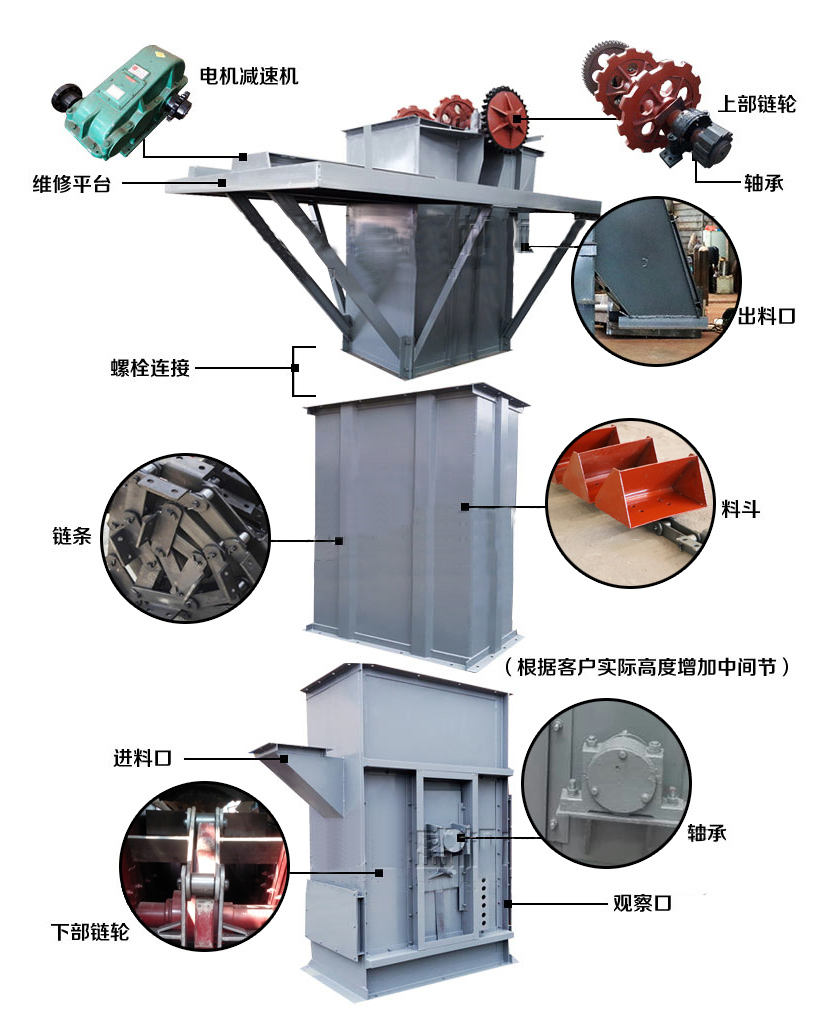 电机减速机
上部链轮
维修平台
轴承
出料口
螺栓连接
料斗
链条
（根据客户实际高度增加中间节）
进料口
轴承
观察口
下部链轮